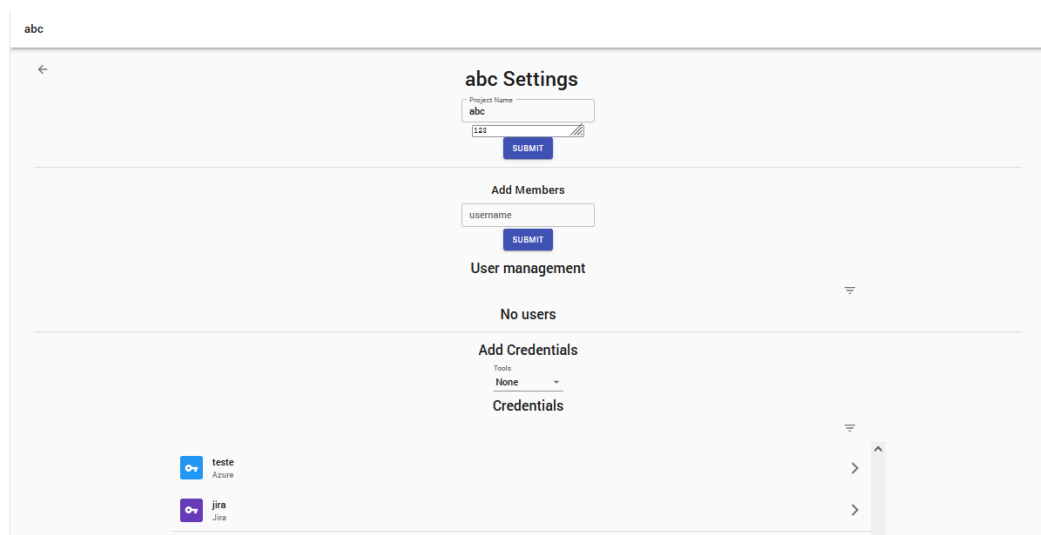 abc
abc Settings
Project Name
abc
123
SUBMIT
Add Members
username
SUBMIT
User management
No users
Add Credentials
Tools
None
Credentials
teste
Azure
jira
Jira